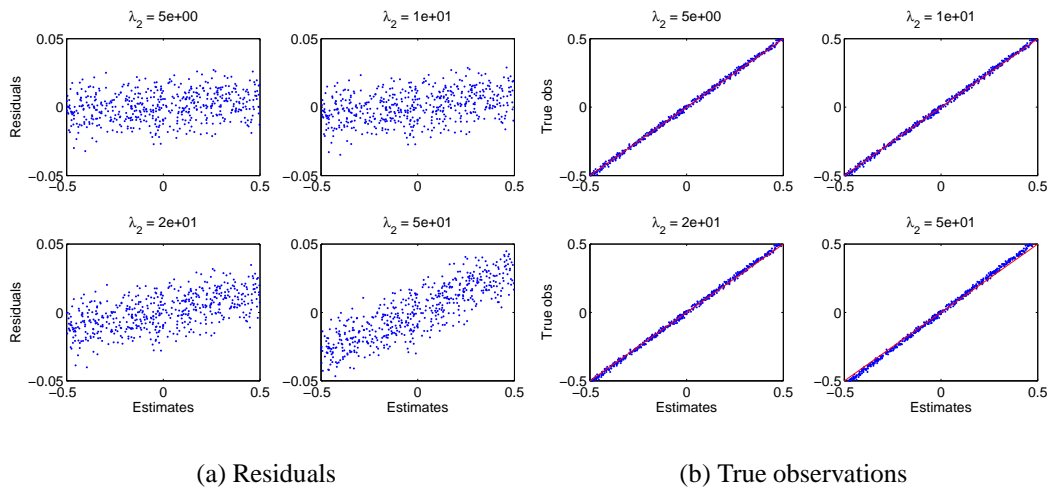 λ2 = 5e+00
0.05
0
−0.05
Residuals
−0.5
0
0.5
λ2 = 1e+01
0.05
0
−0.05
−0.5
0
0.5
λ2 = 5e+00
0.5
0
−0.5
True obs
−0.5
0
0.5
λ2 = 1e+01
0.5
0
−0.5
−0.5
0
0.5
λ2 = 2e+01
0.05
0
−0.05
Residuals
−0.5
0
0.5
Estimates
λ2 = 5e+01
0.05
0
−0.05
−0.5
0
0.5
Estimates
λ2 = 2e+01
0.5
0
−0.5
True obs
−0.5
0
0.5
Estimates
λ2 = 5e+01
0.5
0
−0.5
−0.5
0
0.5
Estimates
(a) Residuals
(b) True observations